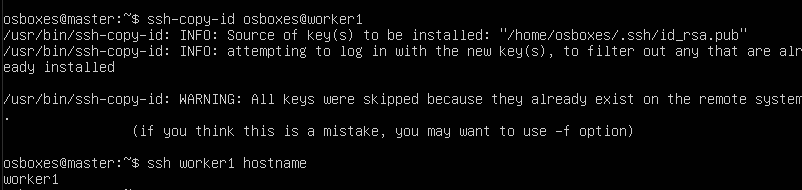 osboxes@master:~$ ssh-copy-id osboxes@worker1
/usr/bin/ssh-copy-id: INFO: Source of key(s) to be installed: "/home/osboxes/.ssh/id_rsa.pub"
/usr/bin/ssh-copy-id: INFO: attempting to log in with the new key(s), to filter out any that are alr
eady installed
/usr/bin/ssh-copy-id: WARNING: All keys were skipped because they already exist on the remote system
.
(if you think this is a mistake, you may want to use -f option)
osboxes@master:~$ ssh worker1 hostname
worker1
osboxes@master:~$